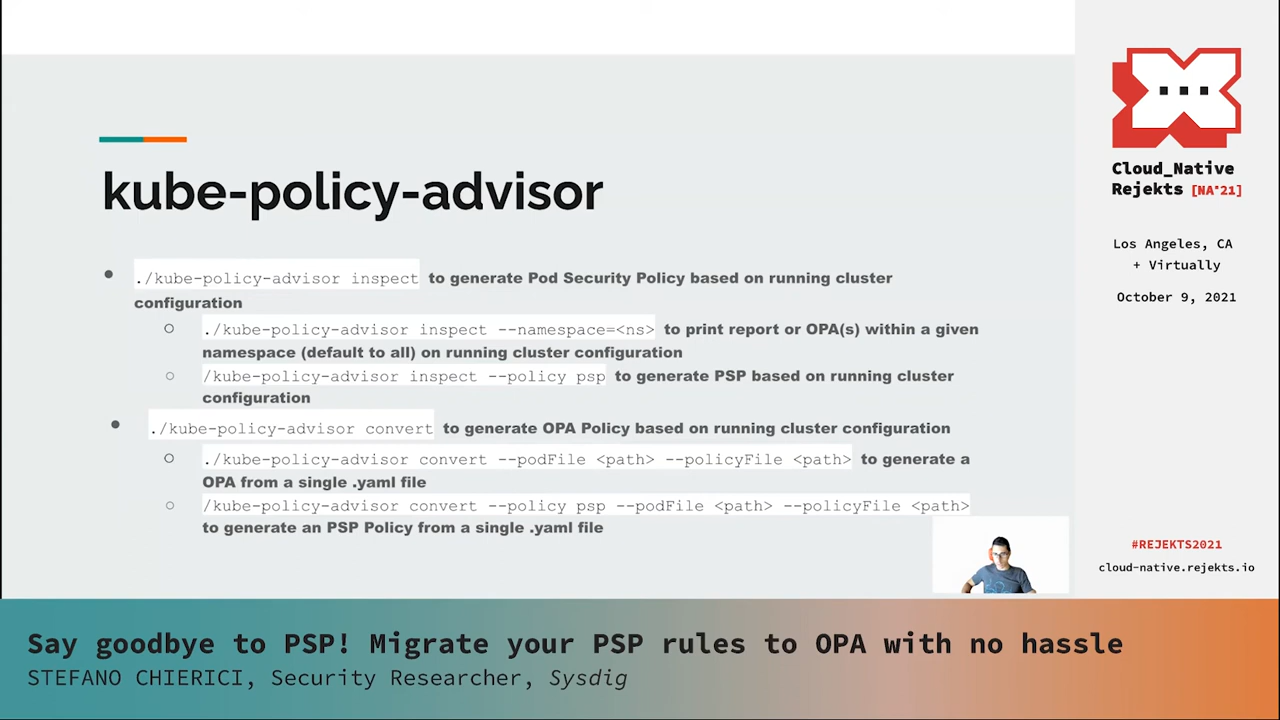 kube-policy-advisor
./kube-policy-advisor inspect to generate Pod Security Policy based on running cluster
configuration
./kube-policy-advisor inspect --namespace=<ns> to print report or OPA(s) within a given
namespace (default to all) on running cluster configuration
/kube-policy-advisor inspect --policy psp to generate PSP based on running cluster
configuration
./kube-policy-advisor convert to generate OPA Policy based on running cluster configuration
./kube-policy-advisor convert --podFile <path> --policyFile <path> to generate a
OPA from a single .yaml file
/kube-policy-advisor convert --policy psp --podFile <path> --policyFile <path>
to generate an PSP Policy from a single .yaml file
Cloud_Native
Rejekts [NA'21]
Los Angeles, CA
+ Virtually
October 9, 2021
#REJEKTS2021
cloud-native.rejekts.io
Say goodbye to PSP! Migrate your PSP rules to OPA with no hassle
STEFANO CHIERICI, Security Researcher, Sysdig